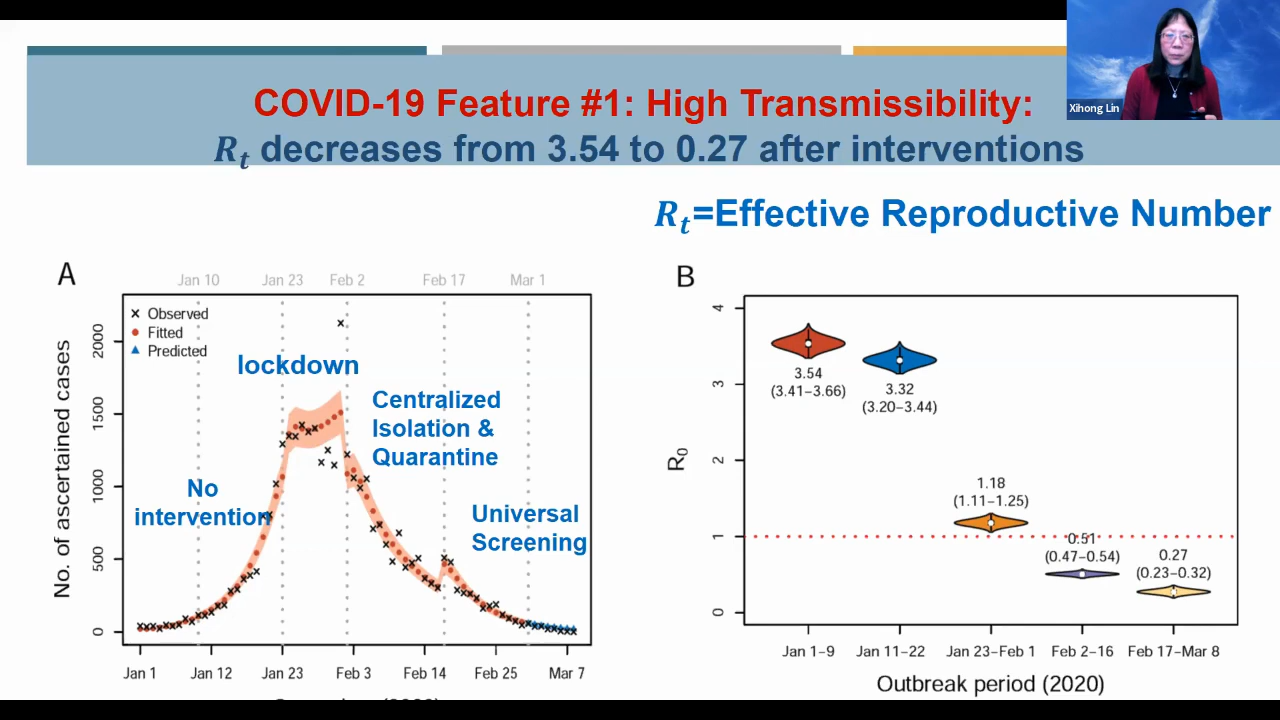 COVID-19 Feature #1: High Transmissibility:
Rt decreases from 3.54 to 0.27 after interventions
Xihong Lin
Rt=Effective Reproductive Number
A
Jan 10 Jan 23 Feb 2 Feb 17 Mar 1
Observed
Fitted
Predicted
lockdown
Centralized
Isolation &
Quarantine
No
intervention
Universal
Screening
No. of ascertained cases
2000
1500
1000
500
0
Jan 1 Jan 12 Jan 23 Feb 3 Feb 14 Feb 25 Mar 7
B
R0
4
3
2
1
0
3.54
(3.41–3.66)
3.32
(3.20–3.44)
1.18
(1.11–1.25)
0.51
(0.47–0.54)
0.27
(0.23–0.32)
Jan 1–9 Jan 11–22 Jan 23–Feb 1 Feb 2–16 Feb 17–Mar 8
Outbreak period (2020)